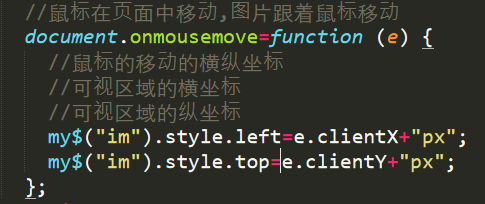 //鼠标在页面中移动,图片跟着鼠标移动
document.onmousemove=function (e) {
//鼠标的移动的横纵坐标
//可视区域的横坐标
//可视区域的纵坐标
my$("im").style.left=e.clientX+"px";
my$("im").style.top=e.clientY+"px";
};